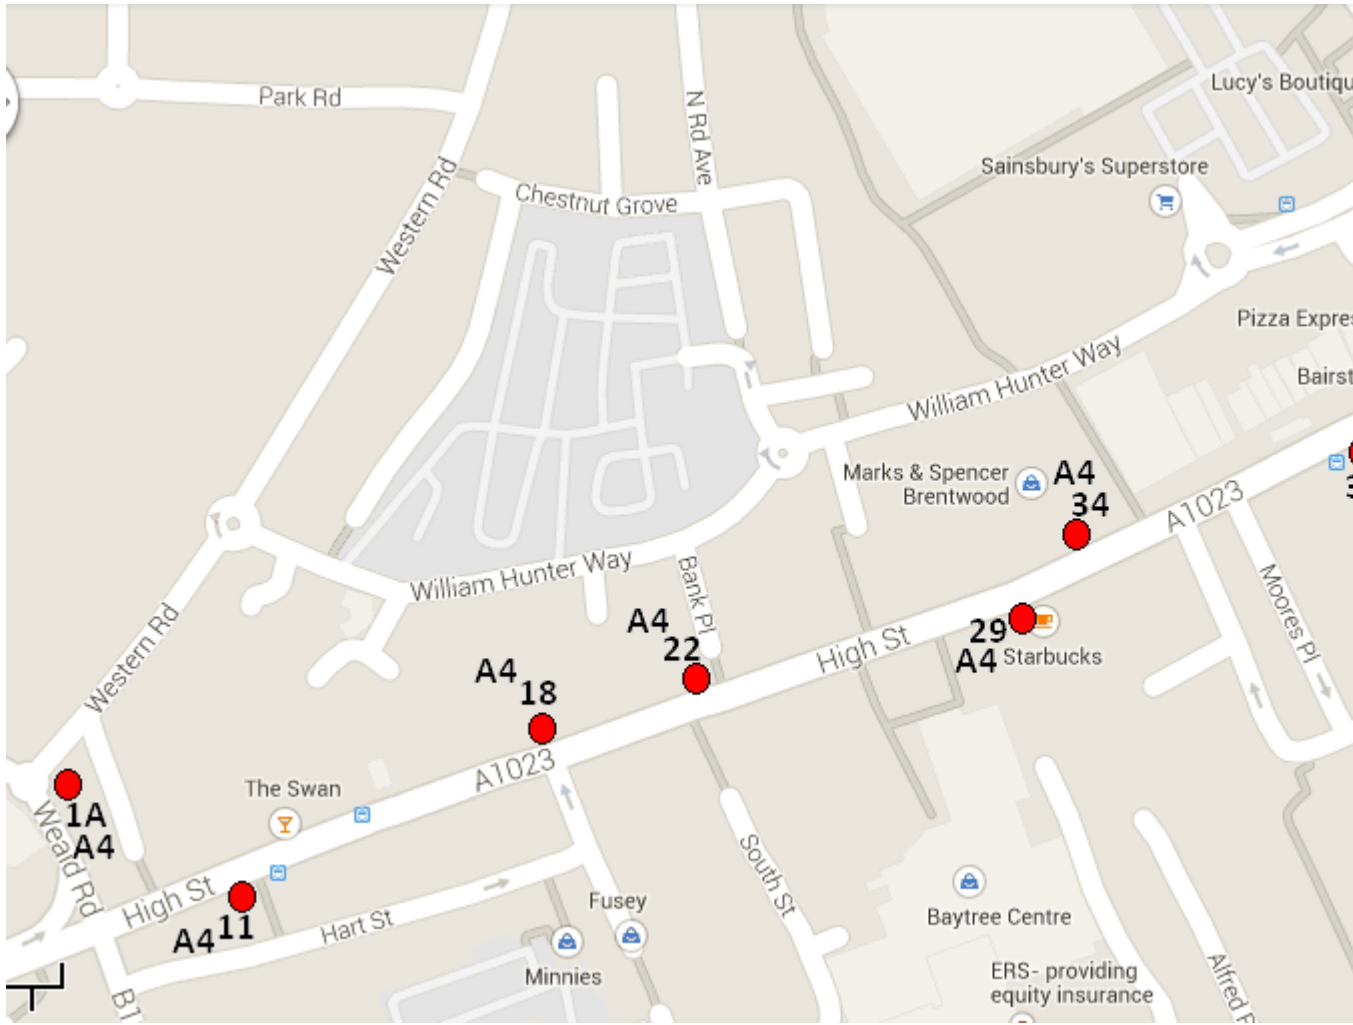 Lucy's Boutiqu
Park Rd
N Rd Ave
Sainsbury's Superstore
Western Rd
Chestnut Grove
Pizza Expres
William Hunter Way
Bairst
Marks & Spencer
Brentwood
A4
34
A1023
3
William Hunter Way
Bank Pl
Moores Pl
Western Rd
A4
22
High St
29
A4
Starbucks
A4
18
A1023
The Swan
1A
A4
Weald Rd
South St
High St
A4
11
Hart St
Fusey
Minnies
Baytree Centre
ERS- providing
equity insurance
Alfred R
B1